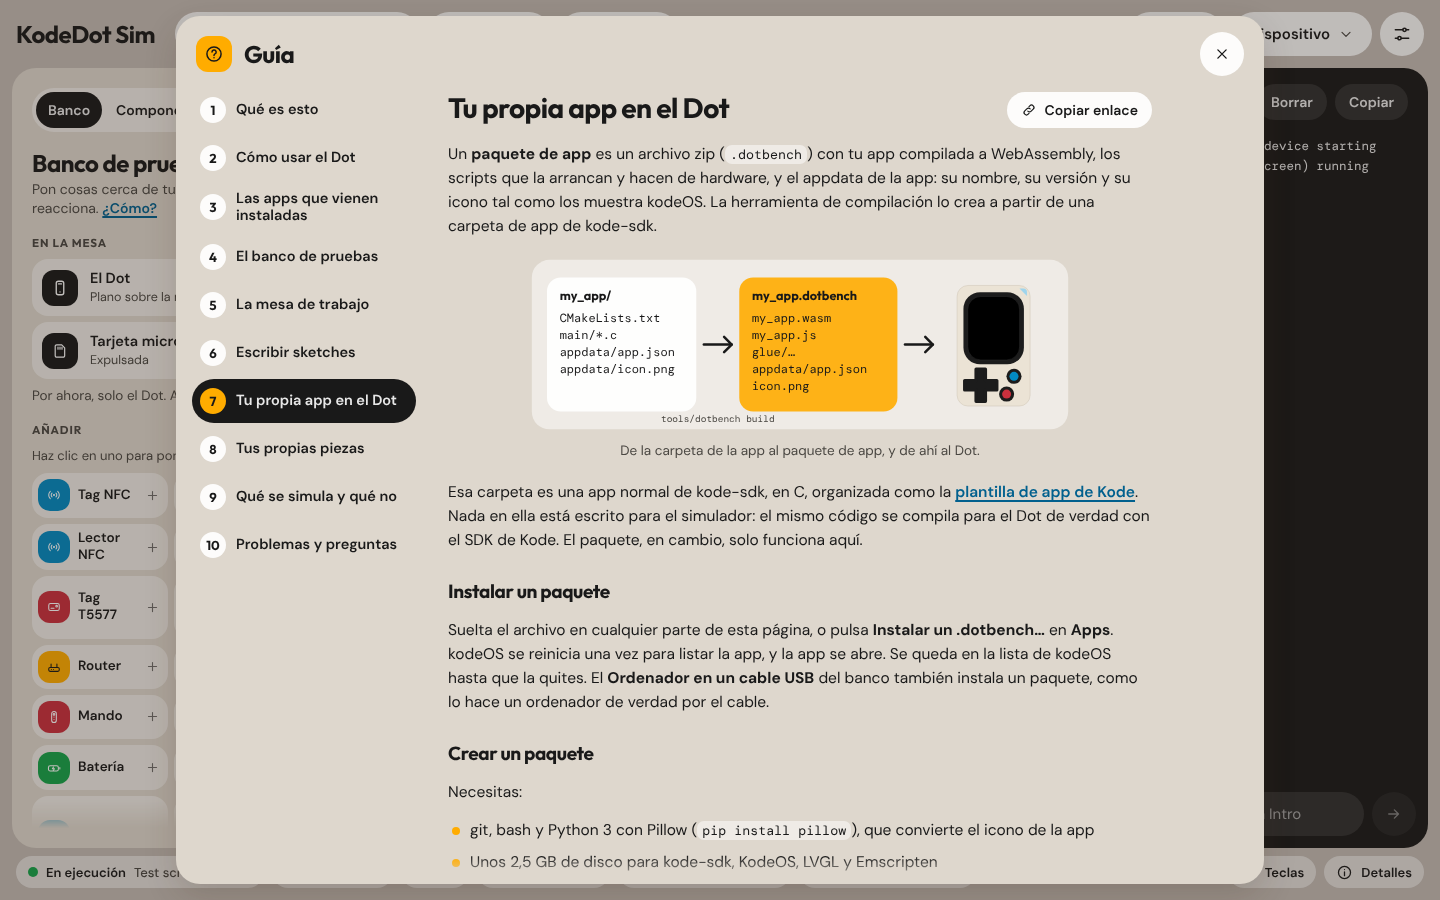 KodeDot Sim
Guía
Banco
Banco de
Pon cosas cerca de tu
reacciona. ¿Cómo?
EN LA MESA
El Dot
Plano sobre la
Expulsada
Por ahora, solo el Dot.
AÑADIR
Haz clic en uno para
Tag NFC
Lector
NFC
Tag
T5577
Router
Mando
Batería
En ejecución Test
1 Qué es esto
2 Cómo usar el Dot
3 Las apps que vienen
instaladas
4 El banco de pruebas
5 La mesa de trabajo
6 Escribir sketches
7 Tu propia app en el Dot
8 Tus propias piezas
9 Qué se simula y qué no
10 Problemas y preguntas
Tu propia app en el Dot
Copiar enlace
Un paquete de app es un archivo zip ( .dotbench ) con tu app compilada a WebAssembly, los
scripts que la arrancan y hacen de hardware, y el appdata de la app: su nombre, su versión y su
icono tal como los muestra kodeOS. La herramienta de compilación lo crea a partir de una
carpeta de app de kode-sdk.
my_app/
CMakeLists.txt
main/*.c
appdata/app.json
appdata/icon.png
my_app.dotbench
my_app.wasm
my_app.js
glue/…
appdata/app.json
icon.png
tools/dotbench build
De la carpeta de la app al paquete de app, y de ahí al Dot.
Esa carpeta es una app normal de kode-sdk, en C, organizada como la plantilla de app de Kode.
Nada en ella está escrito para el simulador: el mismo código se compila para el Dot de verdad con
el SDK de Kode. El paquete, en cambio, solo funciona aquí.
Instalar un paquete
Suelta el archivo en cualquier parte de esta página, o pulsa Instalar un .dotbench… en Apps.
kodeOS se reinicia una vez para listar la app, y la app se abre. Se queda en la lista de kodeOS
hasta que la quites. El Ordenador en un cable USB del banco también instala un paquete, como
lo hace un ordenador de verdad por el cable.
Crear un paquete
Necesitas:
git, bash y Python 3 con Pillow ( pip install pillow ), que convierte el icono de la app
Unos 2,5 GB de disco para kode-sdk, KodeOS, LVGL y Emscripten
Borrar
Copiar
device starting
running
Intro
Teclas
Detalles